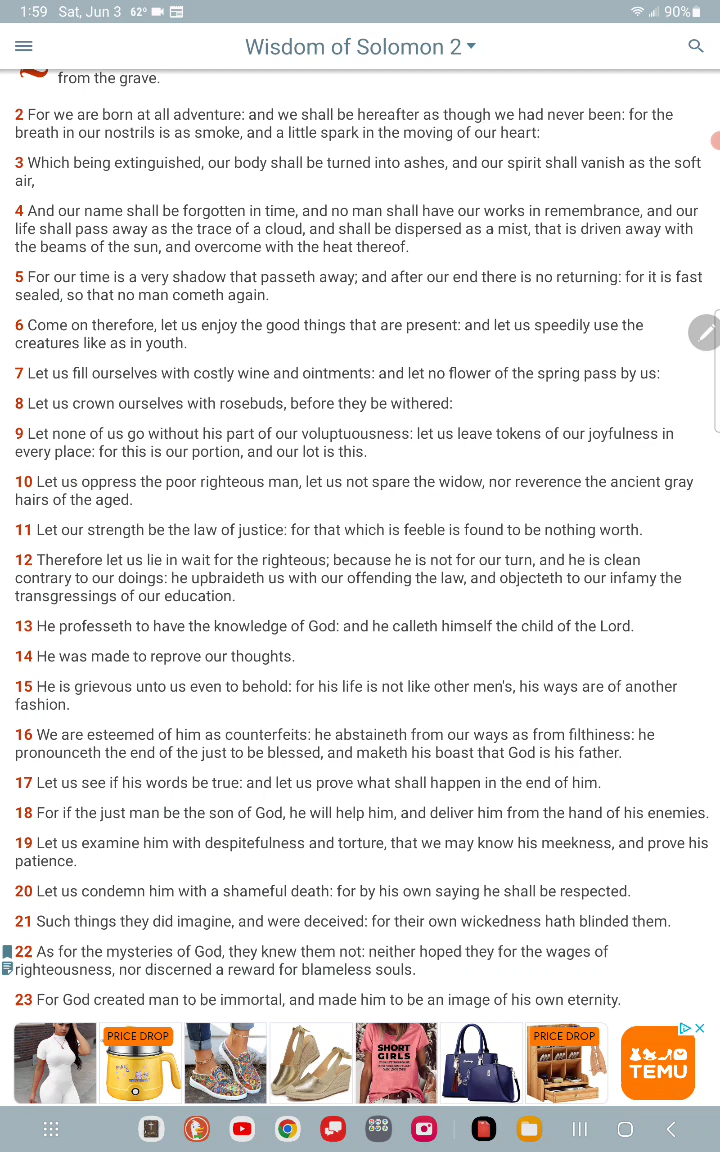 1:59 Sat, Jun 3 62°
90%
Wisdom of Solomon 2
from the grave.
2 For we are born at all adventure: and we shall be hereafter as though we had never been: for the
breath in our nostrils is as smoke, and a little spark in the moving of our heart:
3 Which being extinguished, our body shall be turned into ashes, and our spirit shall vanish as the soft
air,
4 And our name shall be forgotten in time, and no man shall have our works in remembrance, and our
life shall pass away as the trace of a cloud, and shall be dispersed as a mist, that is driven away with
the beams of the sun, and overcome with the heat thereof.
5 For our time is a very shadow that passeth away; and after our end there is no returning: for it is fast
sealed, so that no man cometh again.
6 Come on therefore, let us enjoy the good things that are present: and let us speedily use the
creatures like as in youth.
7 Let us fill ourselves with costly wine and ointments: and let no flower of the spring pass by us:
8 Let us crown ourselves with rosebuds, before they be withered:
9 Let none of us go without his part of our voluptuousness: let us leave tokens of our joyfulness in
every place: for this is our portion, and our lot is this.
10 Let us oppress the poor righteous man, let us not spare the widow, nor reverence the ancient gray
hairs of the aged.
11 Let our strength be the law of justice: for that which is feeble is found to be nothing worth.
12 Therefore let us lie in wait for the righteous; because he is not for our turn, and he is clean
contrary to our doings: he upbraideth us with our offending the law, and objecteth to our infamy the
transgressings of our education.
13 He professeth to have the knowledge of God: and he calleth himself the child of the Lord.
14 He was made to reprove our thoughts.
15 He is grievous unto us even to behold: for his life is not like other men's, his ways are of another
fashion.
16 We are esteemed of him as counterfeits: he abstaineth from our ways as from filthiness: he
pronounceth the end of the just to be blessed, and maketh his boast that God is his father.
17 Let us see if his words be true: and let us prove what shall happen in the end of him.
18 For if the just man be the son of God, he will help him, and deliver him from the hand of his enemies.
19 Let us examine him with despitefulness and torture, that we may know his meekness, and prove his
patience.
20 Let us condemn him with a shameful death: for by his own saying he shall be respected.
21 Such things they did imagine, and were deceived: for their own wickedness hath blinded them.
22 As for the mysteries of God, they knew them not: neither hoped they for the wages of
righteousness, nor discerned a reward for blameless souls.
23 For God created man to be immortal, and made him to be an image of his own eternity.
PRICE DROP
SHORT
GIRLS
PRICE DROP
TEMU